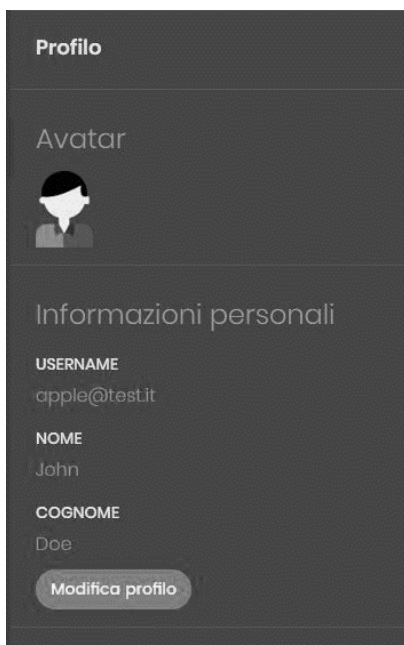 Profilo
Avatar
Informazioni personali
USERNAME
apple@test.it
NOME
John
COGNOME
Doe
Modifica profilo